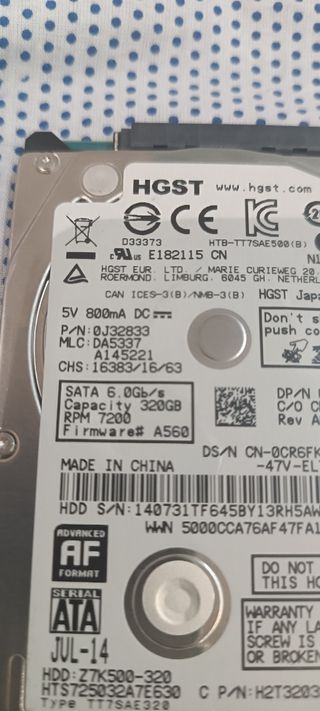 HGST www.hgst.com
D33373 HTB-TT7SAE500(B)
E182115 CN
HGST EUR. LTD. / MARIE CURIEWEG 20,
ROERMOND, LIMBURG, 6045 GH, NETHERL
CAN ICES-3(B)/NMB-3(B) HGST Japa
5V 800mA DC
P/N: 0J32833
MLC: DA5337
A145221
CHS: 16383/16/63
Don't s
push co
SATA 6.0Gb/s
Capacity 320GB
RPM 7200
Firmware# A560
DP/N
C/O C
Rev A
DS/N CN-0CR6FK
-47V-EL
MADE IN CHINA
HDD S/N: 140731TF645BY13RH5AW
WWN 5000CCA76AF47FA1
ADVANCED
AF
FORMAT
SERIAL
ATA
DO NOT
THIS HO
WARRANTY
IF ANY LA
SCREW IS
OR BROKEN
JUL-14
HDD: Z7K500-320
HTS725032A7E630 C P/N: H2T3203
Type TT7SAE320